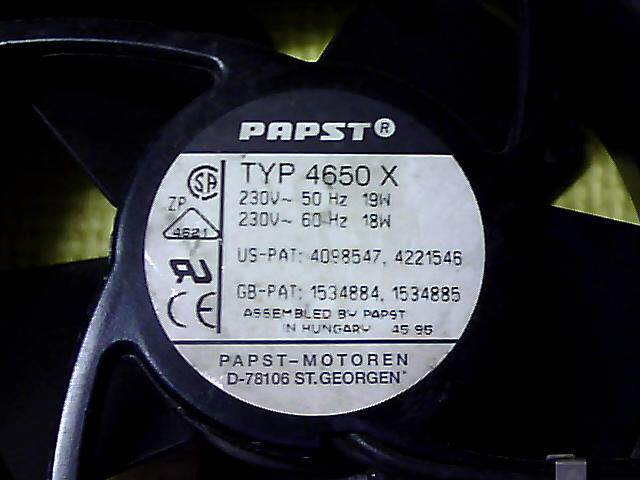 PAPST®
TYP 4650 X
230V~ 50 Hz 19W
230V~ 60 Hz 18W
ZP
4621
US-PAT: 4098547, 4221546
GB-PAT: 1534884, 1534885
ASSEMBLED BY PAPST
IN HUNGARY 45 95
CE
PAPST-MOTOREN
D-78106 ST.GEORGEN